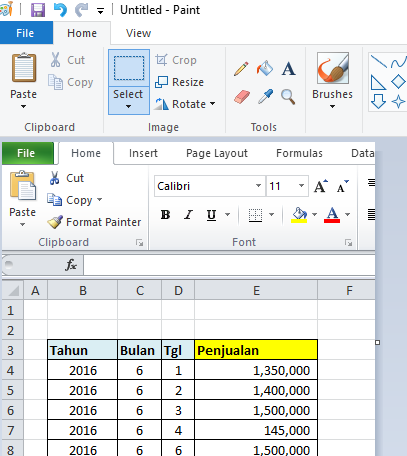 Untitled - Paint
File Home View
Paste Cut Copy Select Crop Resize Rotate Brushes
Clipboard Image Tools
File Home Insert Page Layout Formulas Data
Paste Cut Copy Format Painter Calibri 11 A A
B I U A
Clipboard Font
fx
A B C D E F
1
2
3 Tahun Bulan Tgl Penjualan
4 2016 6 1 1,350,000
5 2016 6 2 1,400,000
6 2016 6 3 1,500,000
7 2016 6 4 145,000
8 2016 6 6 1,500,000